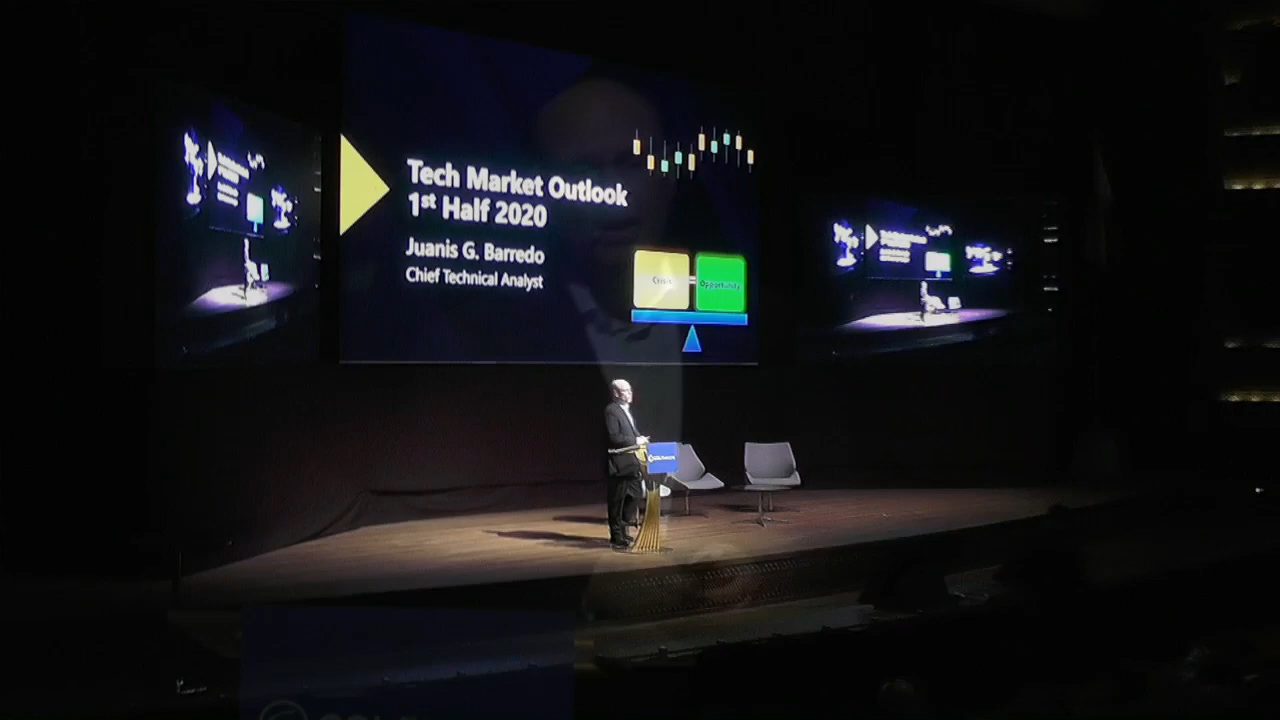 Tech Market Outlook
1st Half 2020
Juanis G. Barredo
Chief Technical Analyst
Crisis = Opportunity